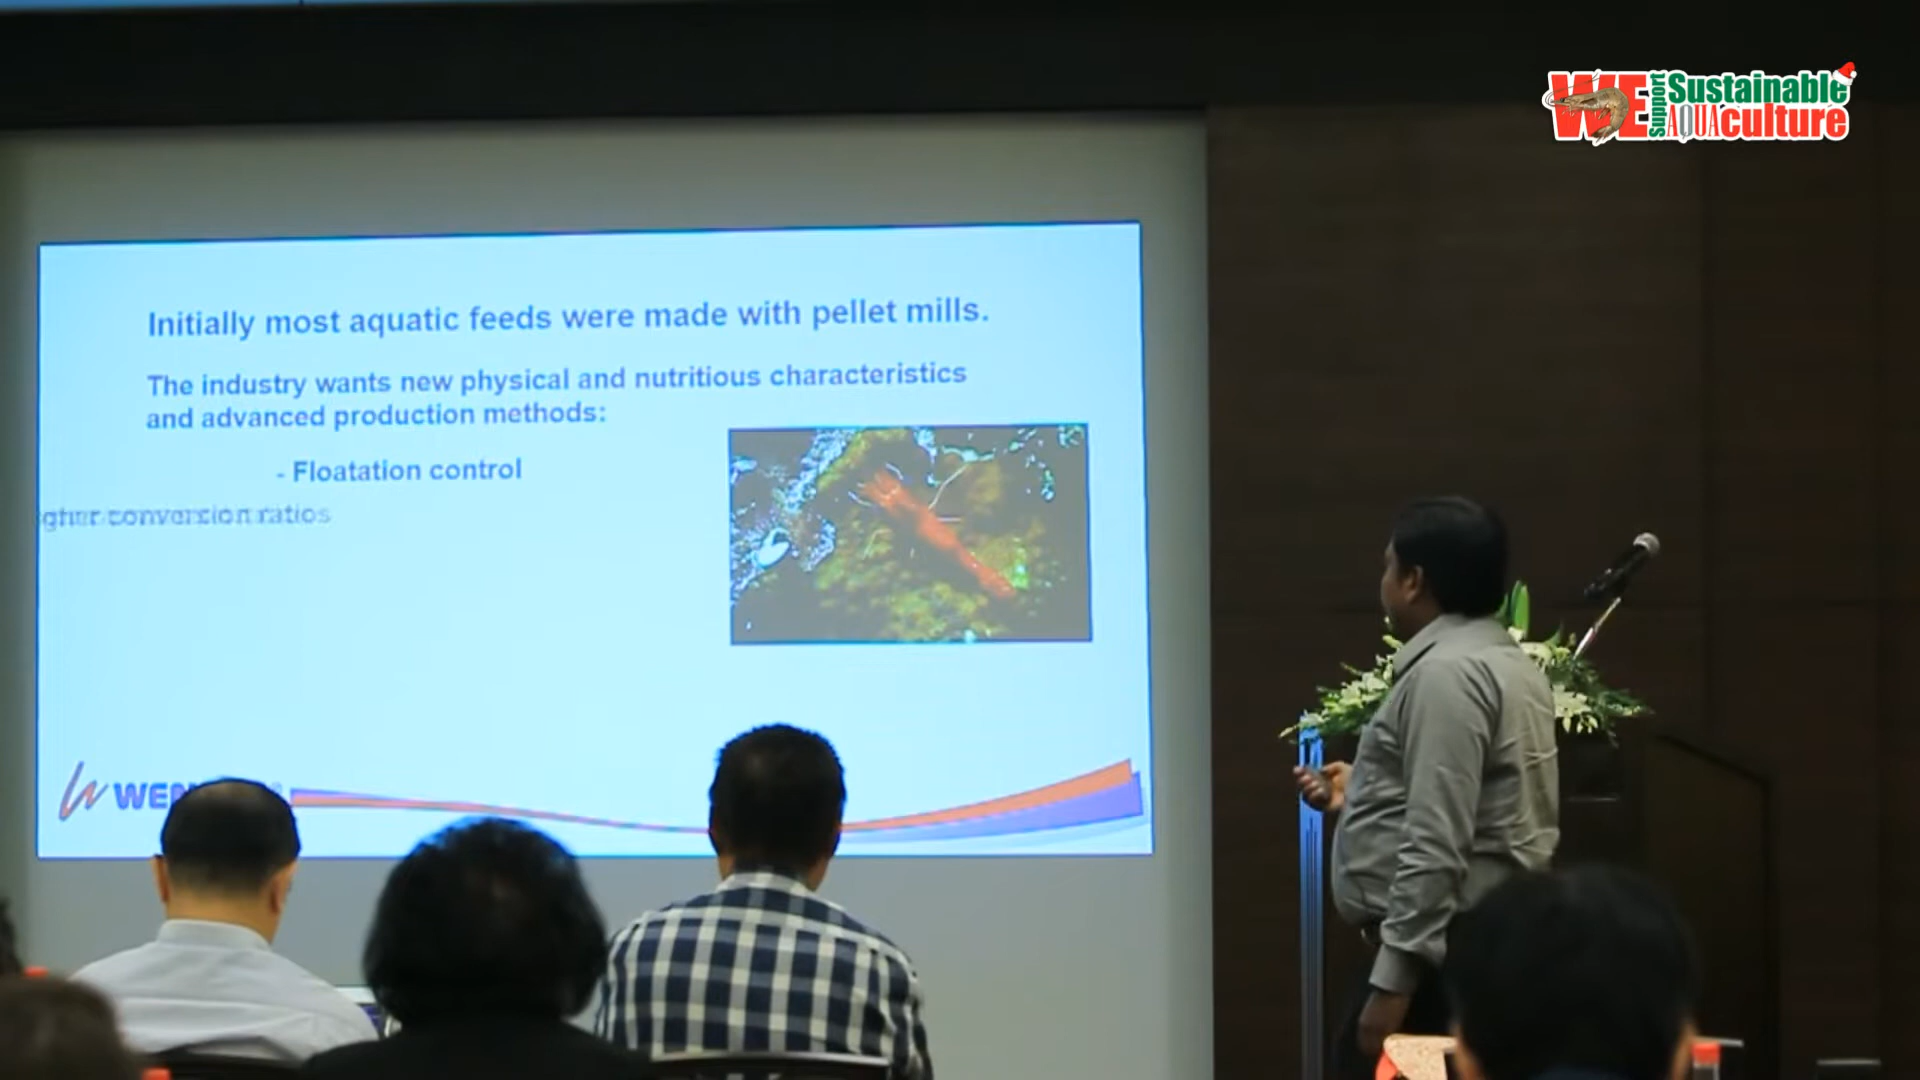 WE Support Sustainable
AQUAculture
Initially most aquatic feeds were made with pellet mills.
The industry wants new physical and nutritious characteristics
and advanced production methods:
- Floatation control
conversion ratios